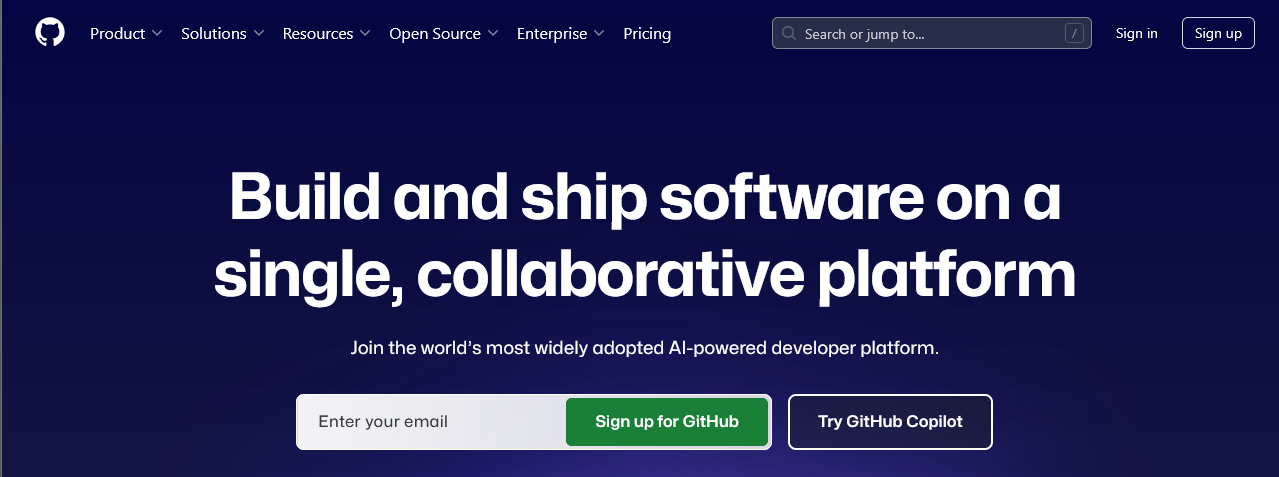 Product Solutions Resources Open Source Enterprise Pricing Search or jump to... / Sign in Sign up
Build and ship software on a
single, collaborative platform
Join the world’s most widely adopted AI-powered developer platform.
Enter your email Sign up for GitHub Try GitHub Copilot